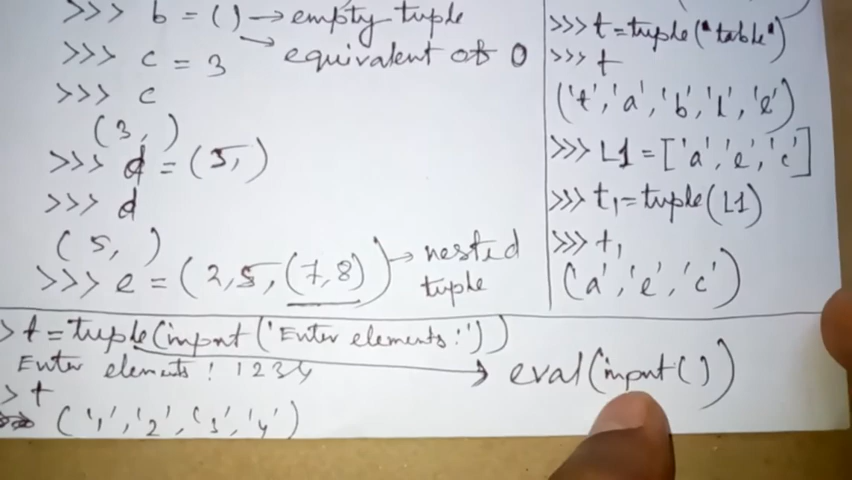 >>> b = () → empty tuple
→ equivalent of 0
>>> c = 3
>>> c
(3, )
>>> d = (5, )
>>> d
(5, )
>>> e = (2,5,(7,8)) → nested tuple
>>> t=tuple("table")
>>> t
('t','a','b','l','e')
>>> L1=['a','e','c']
>>> t1=tuple(L1)
>>> t1
('a','e','c')
> t=tuple(input('Enter elements:'))
Enter elements: 1234
→ eval(input())
> t
('1','2','3','4')